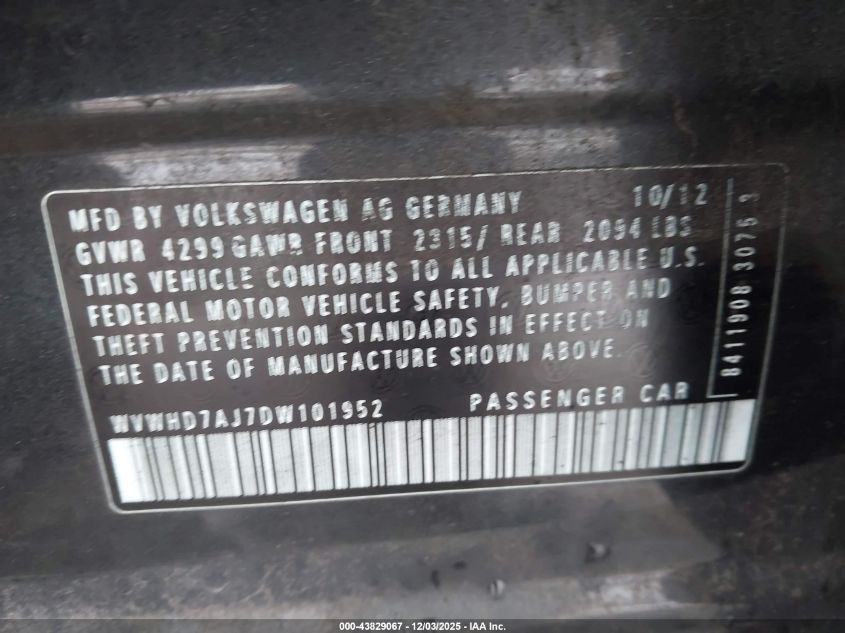 MFD BY VOLKSWAGEN AG GERMANY 10/12
GVWR 4299 GAWR FRONT 2315/ REAR 2094 LBS
THIS VEHICLE CONFORMS TO ALL APPLICABLE U.S.
FEDERAL MOTOR VEHICLE SAFETY, BUMPER AND
THEFT PREVENTION STANDARDS IN EFFECT ON
THE DATE OF MANUFACTURE SHOWN ABOVE.
WVWHD7AJ7DW101952 PASSENGER CAR
8411908 3075 3
000-43829067 - 12/03/2025 - IAA Inc.